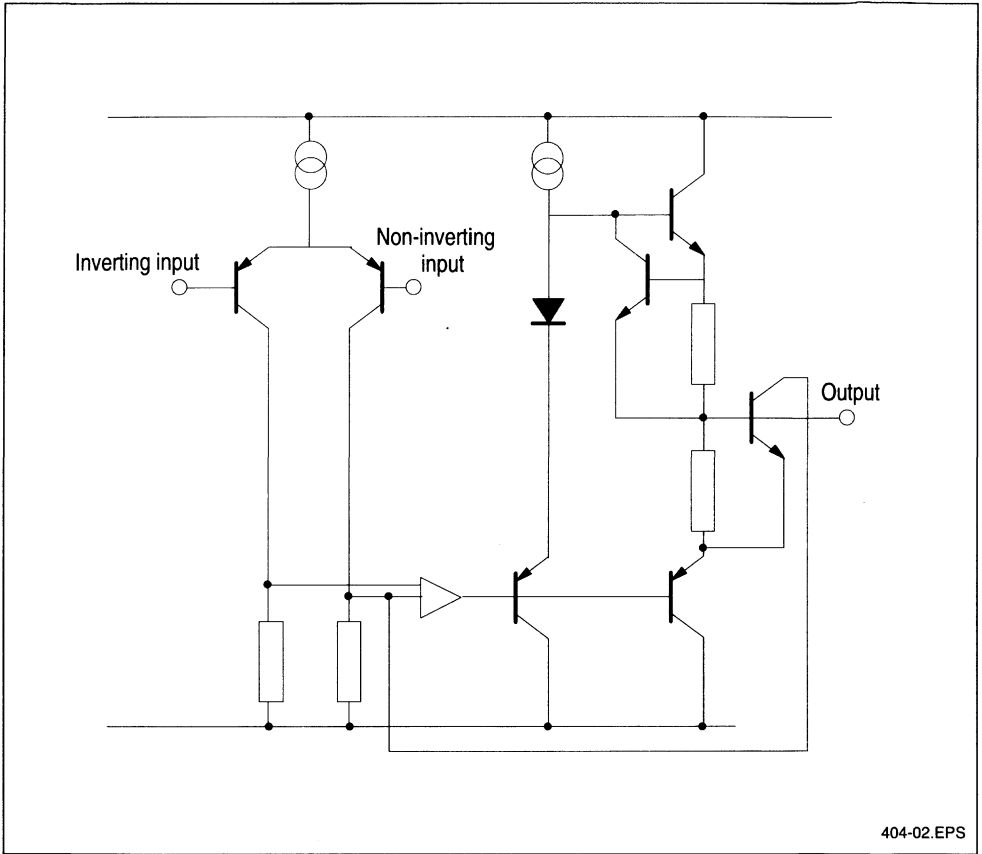 Inverting input
Non-inverting
input
Output
404-02.EPS